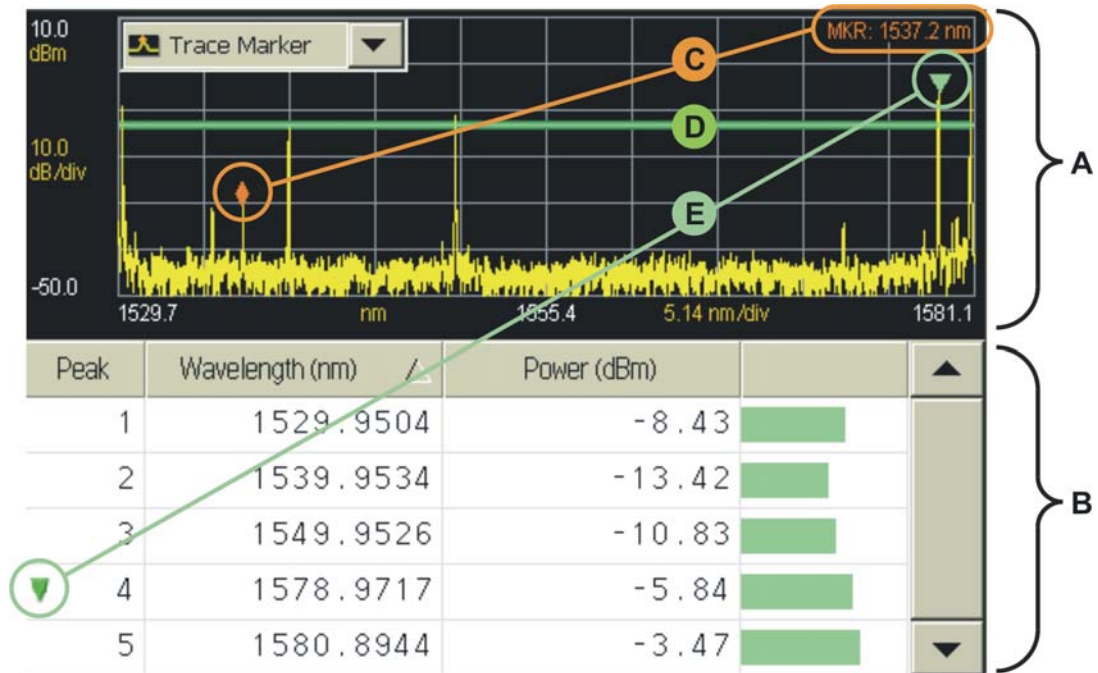 10.0
dBm
Trace Marker
MKR: 1537.2 nm
C
D
10.0
dB/div
A
E
-50.0
1529.7 nm 1555.4 5.14 nm/div 1581.1
Peak Wavelength (nm) Power (dBm)
1 1529.9504 -8.43
2 1539.9534 -13.42
3 1549.9526 -10.83
B
4 1578.9717 -5.84
5 1580.8944 -3.47